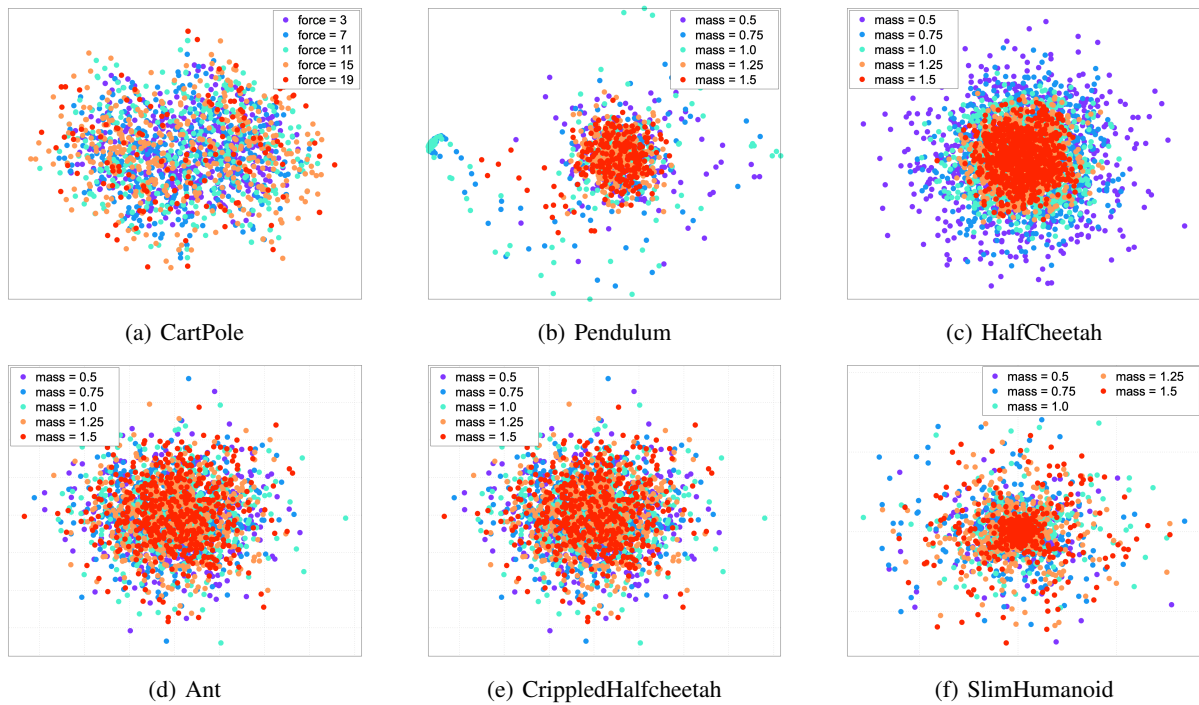 force = 3
force = 7
force = 11
force = 15
force = 19
mass = 0.5
mass = 0.75
mass = 1.0
mass = 1.25
mass = 1.5
mass = 0.5
mass = 0.75
mass = 1.0
mass = 1.25
mass = 1.5
(a) CartPole
(b) Pendulum
(c) HalfCheetah
mass = 0.5
mass = 0.75
mass = 1.0
mass = 1.25
mass = 1.5
mass = 0.5
mass = 0.75
mass = 1.0
mass = 1.25
mass = 1.5
mass = 0.5 mass = 1.25
mass = 0.75 mass = 1.5
mass = 1.0
(d) Ant
(e) CrippledHalfcheetah
(f) SlimHumanoid